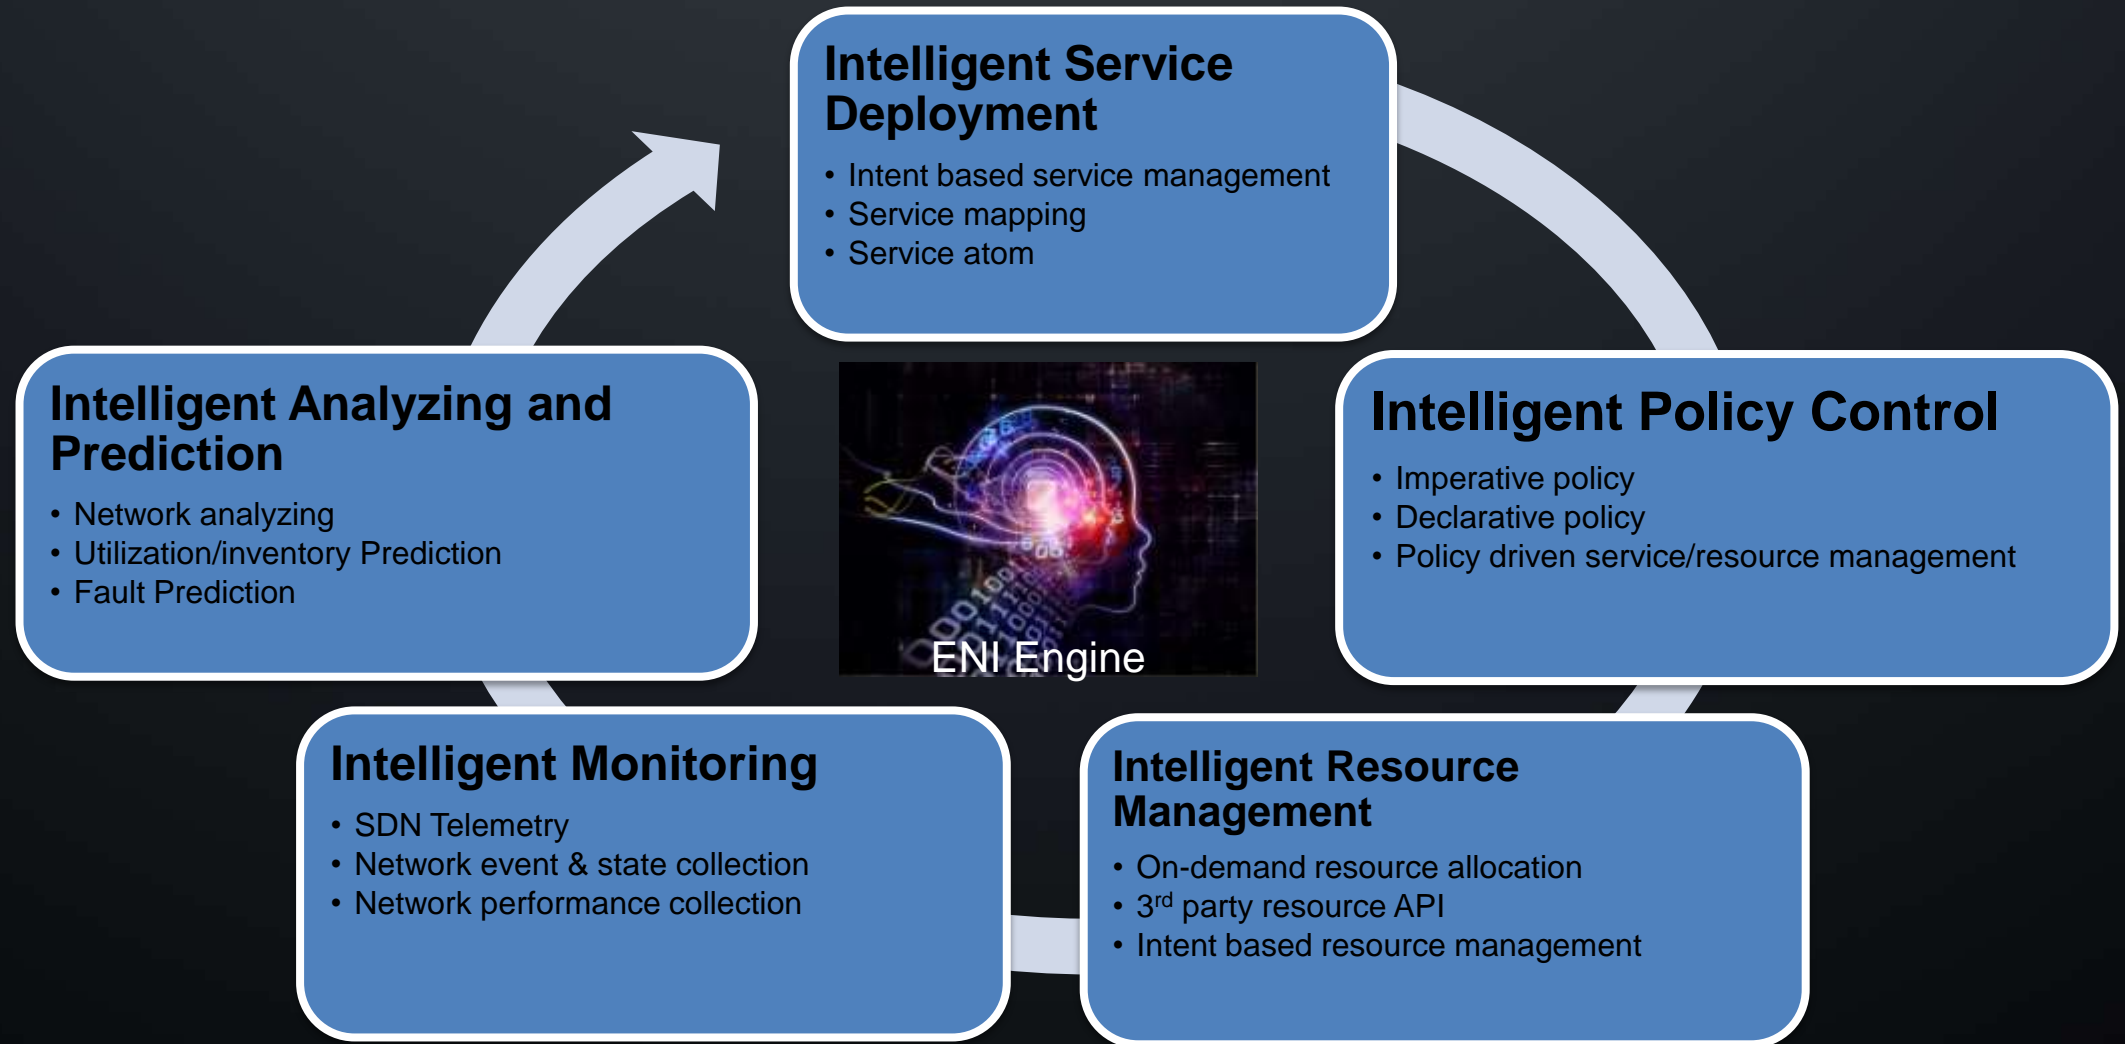 Intelligent Service
Deployment
• Intent based service management
• Service mapping
• Service atom
Intelligent Policy Control
• Imperative policy
• Declarative policy
• Policy driven service/resource management
Intelligent Resource
Management
• On-demand resource allocation
• 3rd party resource API
• Intent based resource management
Intelligent Monitoring
• SDN Telemetry
• Network event & state collection
• Network performance collection
Intelligent Analyzing and
Prediction
• Network analyzing
• Utilization/inventory Prediction
• Fault Prediction
ENI Engine